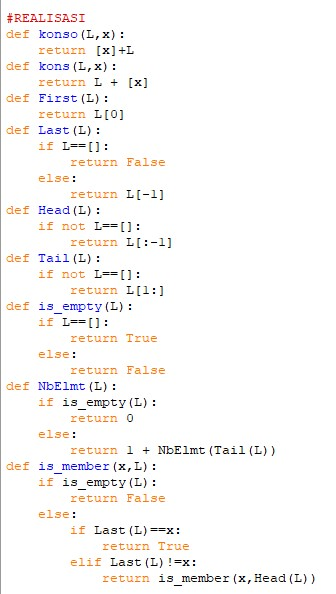 #REALISASI
def konso(L,x):
    return [x]+L
def kons(L,x):
    return L + [x]
def First(L):
    return L[0]
def Last(L):
    if L==[]:
        return False
    else:
        return L[-1]
def Head(L):
    if not L==[]:
        return L[:-1]
def Tail(L):
    if not L==[]:
        return L[1:]
def is_empty(L):
    if L==[]:
        return True
    else:
        return False
def NbElmt(L):
    if is_empty(L):
        return 0
    else:
        return 1 + NbElmt(Tail(L))
def is_member(x,L):
    if is_empty(L):
        return False
    else:
        if Last(L)==x:
            return True
        elif Last(L)!=x:
            return is_member(x,Head(L))